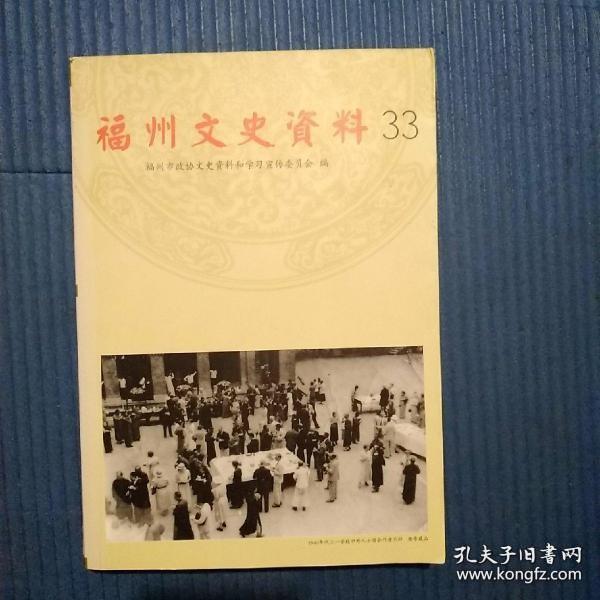 福州文史資料 33
福州市政协文史资料和学习宣传委员会 编
孔夫子旧书网
www.kongfz.com